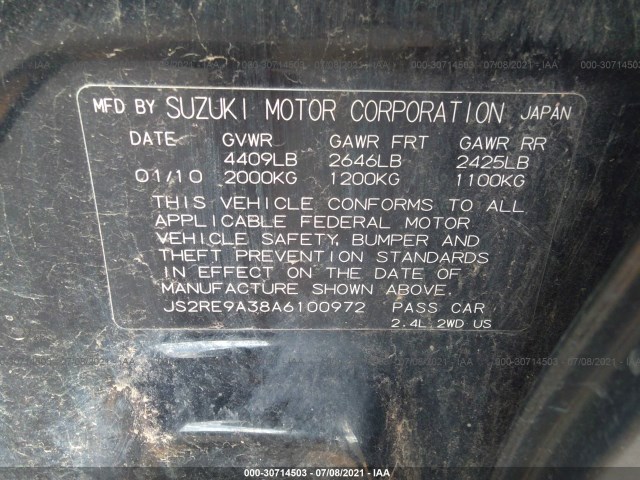 MFD BY SUZUKI MOTOR CORPORATION JAPAN
DATE GVWR GAWR FRT GAWR RR
4409LB 2646LB 2425LB
01/10 2000KG 1200KG 1100KG
THIS VEHICLE CONFORMS TO ALL
APPLICABLE FEDERAL MOTOR
VEHICLE SAFETY, BUMPER AND
THEFT PREVENTION STANDARDS
IN EFFECT ON THE DATE OF
MANUFACTURE SHOWN ABOVE.
JS2RE9A38A6100972 PASS CAR
2.4L 2WD US
000-30714503 - 07/08/2021 - IAA